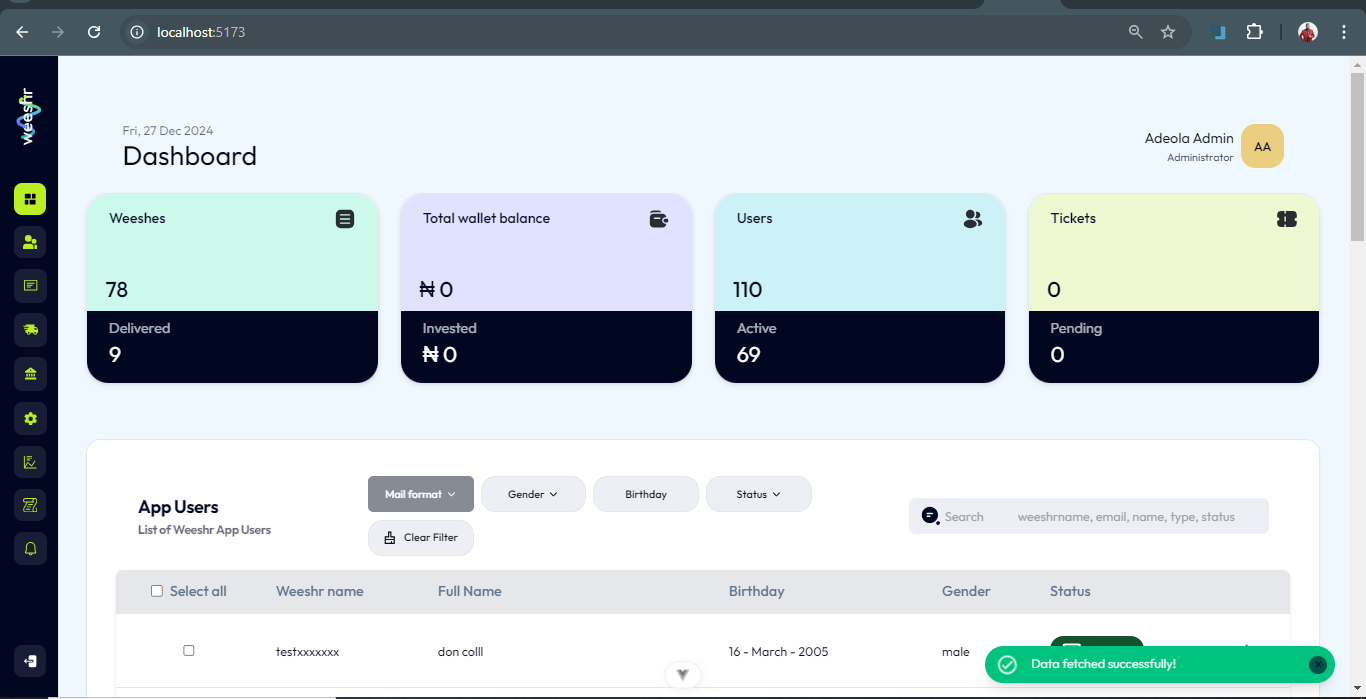 localhost:5173
weeshr
Fri, 27 Dec 2024
Dashboard
Adeola Admin
Administrator
AA
Weeshes
78
Delivered
9
Total wallet balance
₦ 0
Invested
₦ 0
Users
110
Active
69
Tickets
0
Pending
0
App Users
List of Weeshr App Users
Mail format
Gender
Birthday
Status
Clear Filter
Search weeshrname, email, name, type, status
Select all Weeshr name Full Name Birthday Gender Status
testxxxxxxx don colll 16 - March - 2005 male
Data fetched successfully!